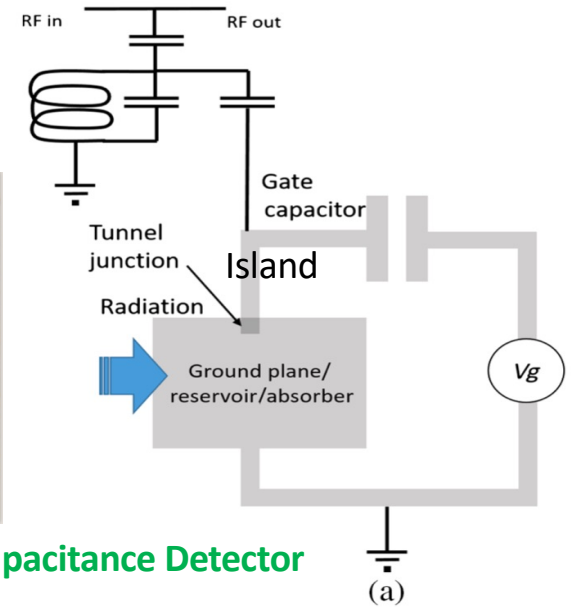 RF in
RF out
Gate
capacitor
Tunnel
junction
Island
Radiation
Ground plane/
reservoir/absorber
Vg
pacitance Detector
(a)